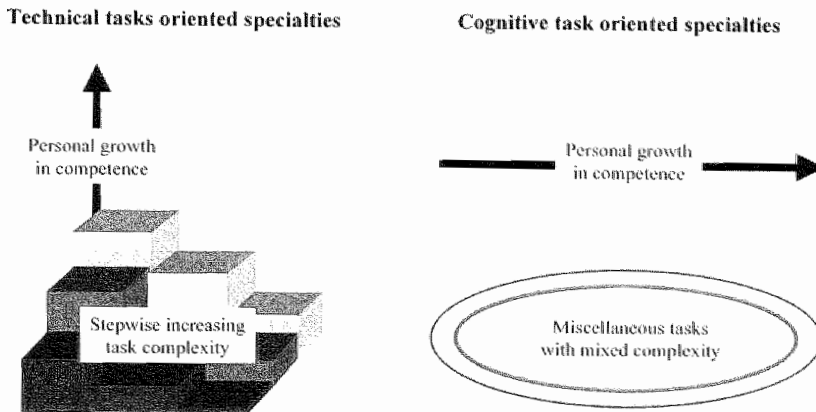 Technical tasks oriented specialties
Cognitive task oriented specialties
Personal growth
in competence
Personal growth
in competence
Stepwise increasing
task complexity
Miscellaneous tasks
with mixed complexity